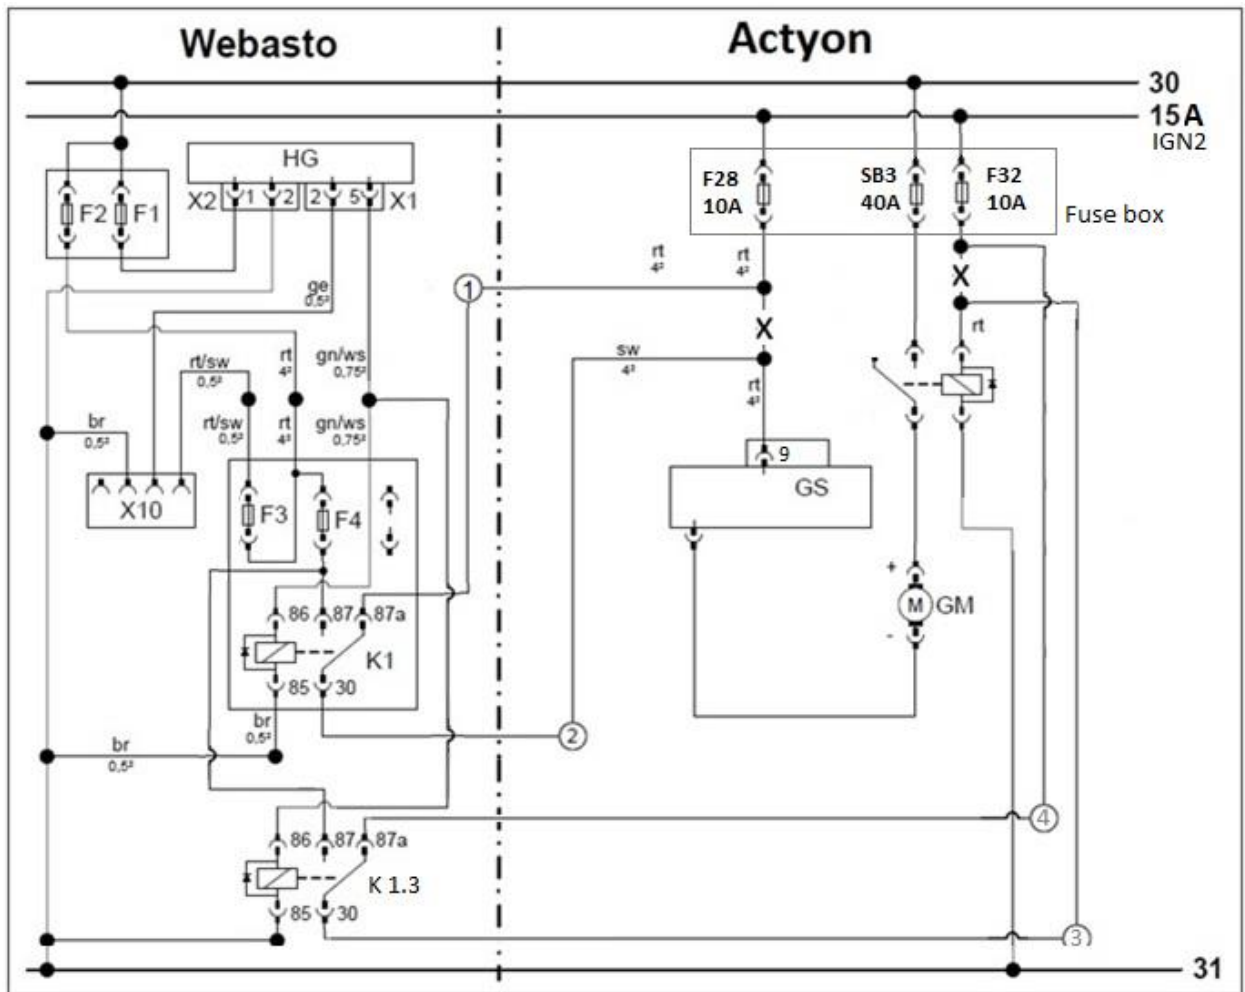 Webasto
Actyon
30
15A
IGN2
HG
X2 1 2 2 5 X1
F2 F1
F28
10A
SB3
40A
F32
10A
Fuse box
rt
4²
rt
4²
ge
0,5²
1
X
X
rt
rt/sw
0,5²
rt
4²
gn/ws
0,75²
sw
4²
rt
4²
br
0,5²
rt/sw
0,5²
rt
4²
gn/ws
0,75²
9
GS
X10
F3 F4
+
M GM
-
86 87 87a
K1
85 30
br
0,5²
2
br
0,5²
4
86 87 87a
K 1.3
85 30
3
31